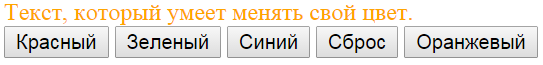 Текст, который умеет менять свой цвет.
Красный Зеленый Синий Сброс Оранжевый